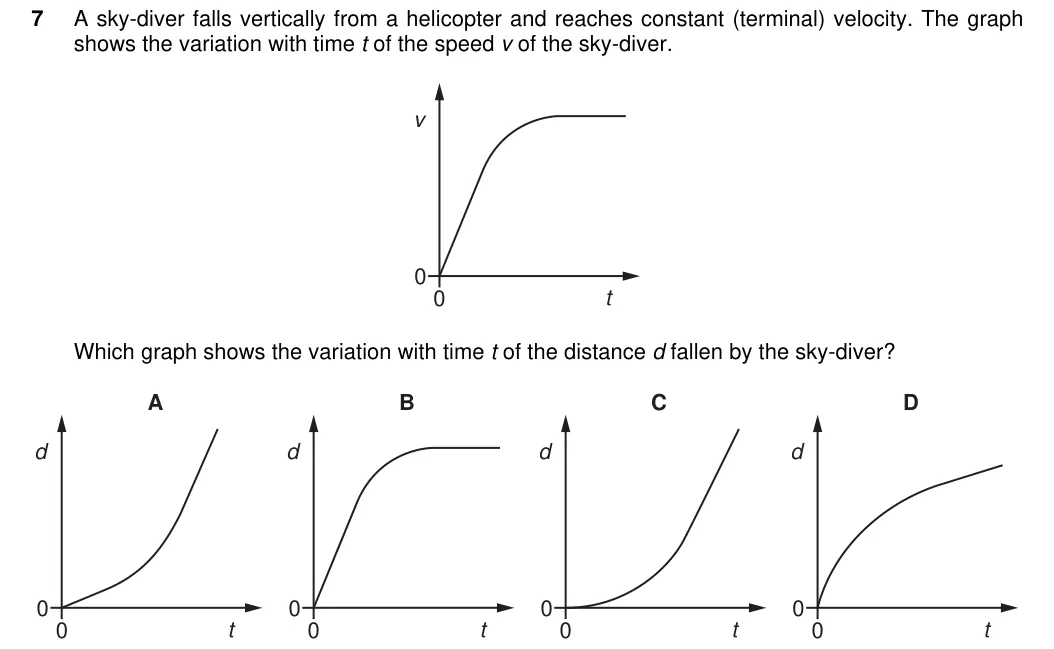 7 A sky-diver falls vertically from a helicopter and reaches constant (terminal) velocity. The graph
shows the variation with time t of the speed v of the sky-diver.
v
0
0 t
Which graph shows the variation with time t of the distance d fallen by the sky-diver?
A B C D
d d d d
0 0 0 0
0 t 0 t 0 t 0 t